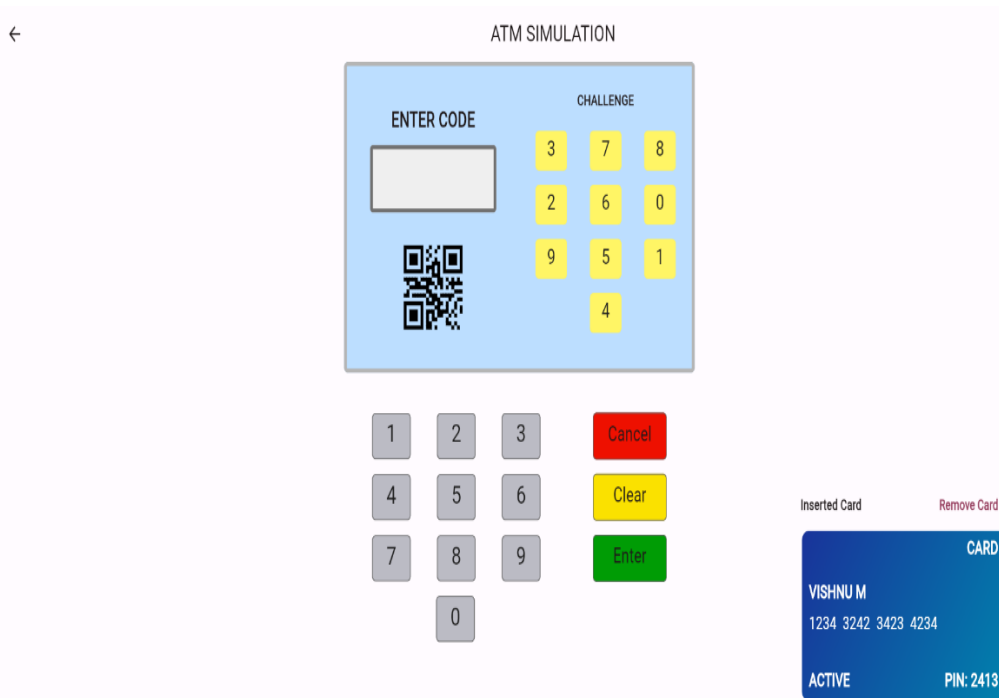 ATM SIMULATION
ENTER CODE
CHALLENGE
3 7 8
2 6 0
9 5 1
4
1 2 3 Cancel
4 5 6 Clear
7 8 9 Enter
0
Inserted Card Remove Card
CARD
VISHNU M
1234 3242 3423 4234
ACTIVE PIN: 2413